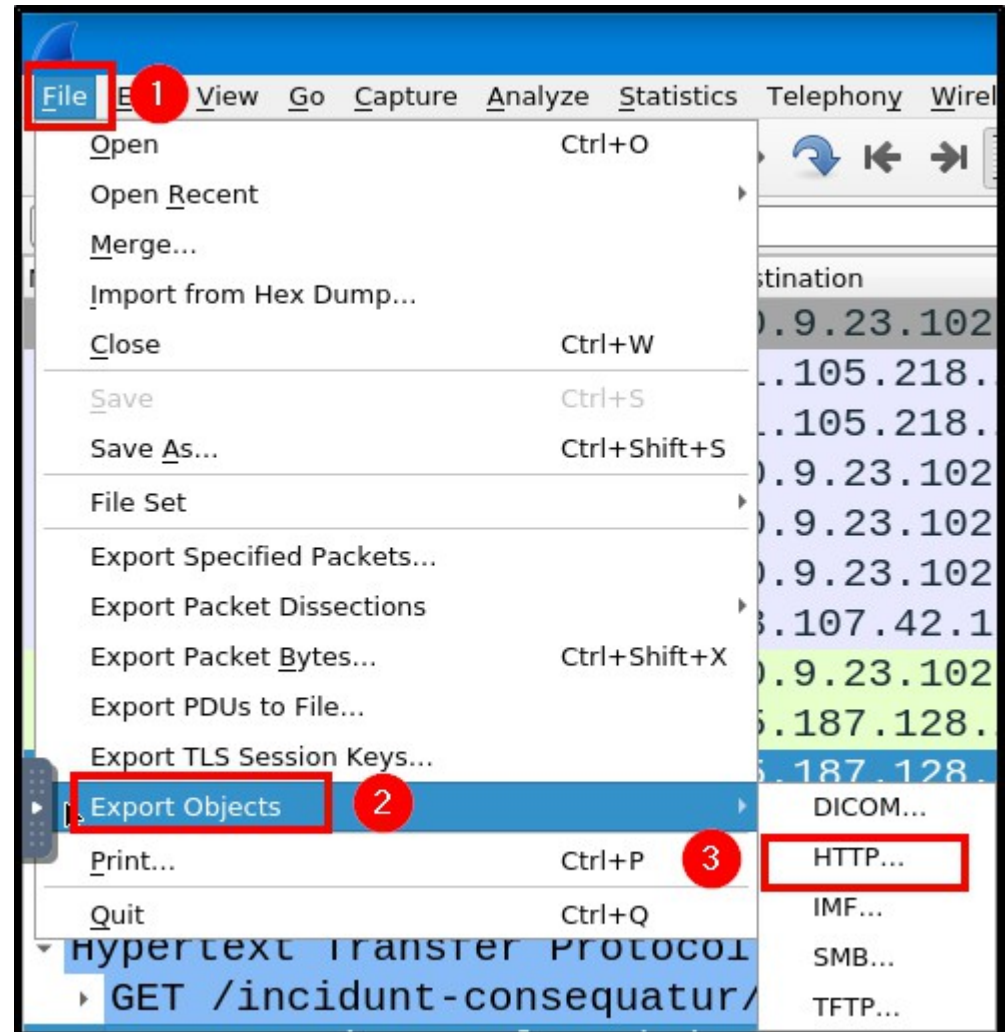 File E 1 View Go Capture Analyze Statistics Telephony Wirel
Open Ctrl+O
Open Recent
Merge...
Import from Hex Dump...
stination
.9.23.102
Close Ctrl+W
.105.218.
Save Ctrl+S
.105.218.
Save As... Ctrl+Shift+S
.9.23.102
File Set
.9.23.102
Export Specified Packets...
.9.23.102
Export Packet Dissections
.107.42.1
Export Packet Bytes... Ctrl+Shift+X
.9.23.102
Export PDUs to File...
.187.128.
Export TLS Session Keys...
.187.128.
Export Objects 2
DICOM...
Print... Ctrl+P 3
HTTP...
Quit Ctrl+Q
IMF...
Hypertext Transfer Protocol
SMB...
GET /incidunt-consequatur/
TFTP...